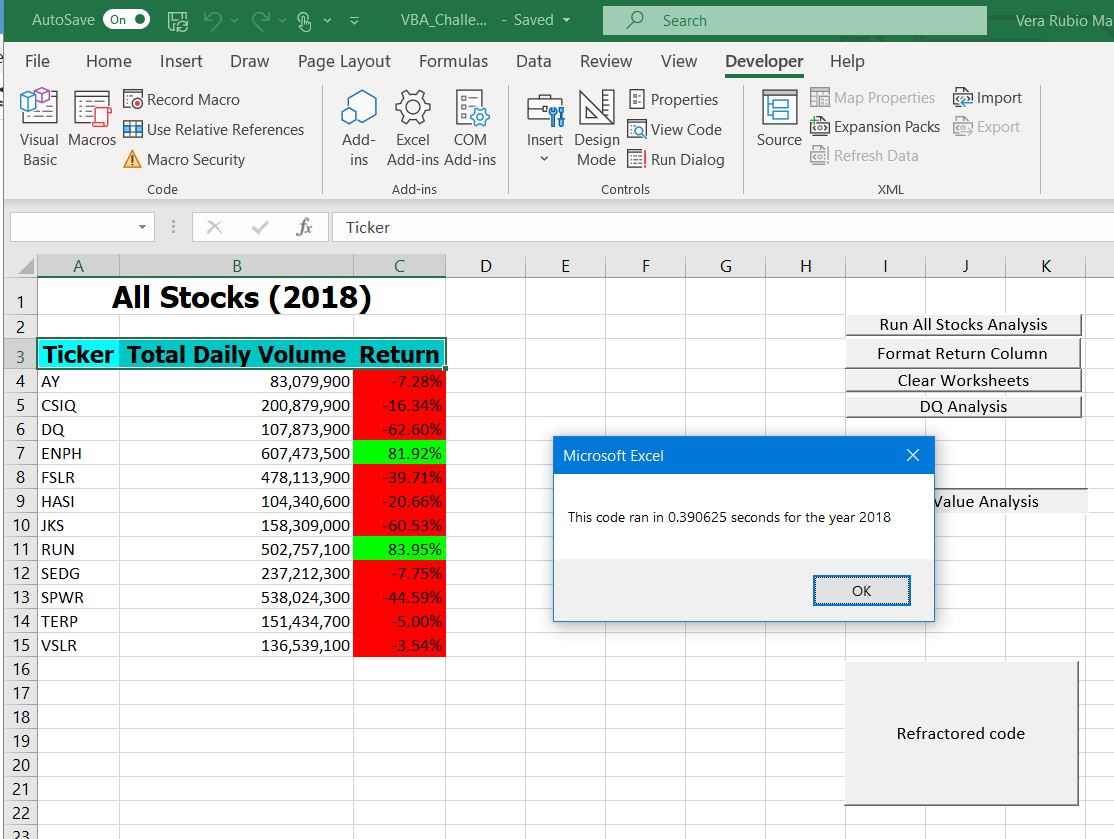 AutoSave On VBA_Challe... - Saved Search Vera Rubio Ma
File Home Insert Draw Page Layout Formulas Data Review View Developer Help
Visual Basic
Macros
Record Macro
Use Relative References
Macro Security
Code
Add-ins
Excel Add-ins
COM Add-ins
Add-ins
Insert
Design Mode
Properties
View Code
Run Dialog
Controls
Source
Map Properties
Expansion Packs
Refresh Data
Import
Export
XML
fx Ticker
A B C D E F G H I J K
1 All Stocks (2018)
2 Run All Stocks Analysis
3 Ticker Total Daily Volume Return Format Return Column
4 AY 83,079,900 -7.28% Clear Worksheets
5 CSIQ 200,879,900 -16.34% DQ Analysis
6 DQ 107,873,900 -62.60%
7 ENPH 607,473,500 81.92%
8 FSLR 478,113,900 -39.71%
9 HASI 104,340,600 -20.66% Value Analysis
10 JKS 158,309,000 -60.53%
11 RUN 502,757,100 83.95%
12 SEDG 237,212,300 -7.75%
13 SPWR 538,024,300 -44.59%
14 TERP 151,434,700 -5.00%
15 VSLR 136,539,100 -3.54%
16
17
18
19
20
21
22
23
Microsoft Excel
This code ran in 0.390625 seconds for the year 2018
OK
Refractored code